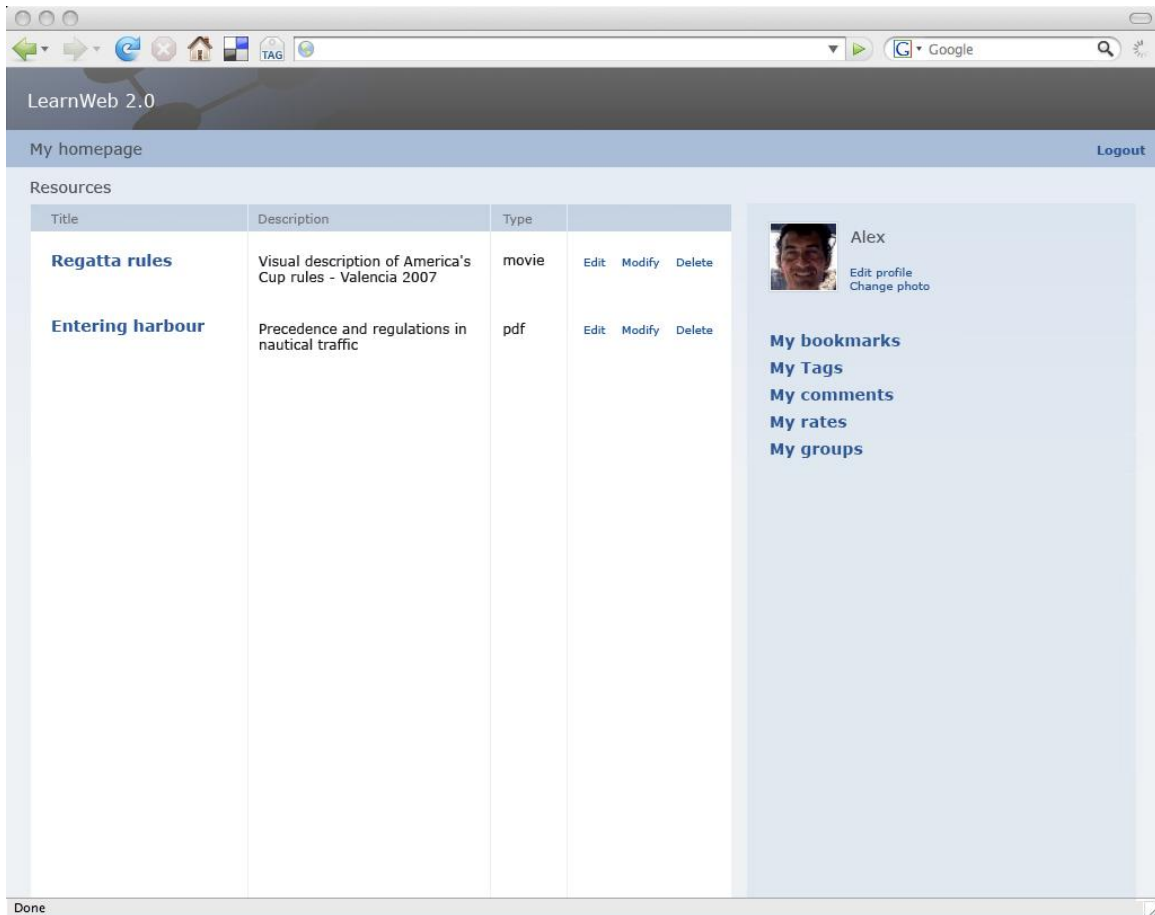 TAG
G Google
LearnWeb 2.0
My homepage
Logout
Resources
Title Description Type
Regatta rules
Visual description of America's
Cup rules - Valencia 2007
movie
Edit Modify Delete
Entering harbour
Precedence and regulations in
nautical traffic
pdf
Edit Modify Delete
Alex
Edit profile
Change photo
My bookmarks
My Tags
My comments
My rates
My groups
Done